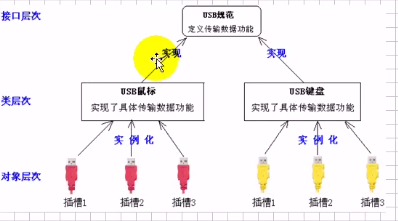 接口层次
USB规范
定义传输数据功能
实现
实现
类层次
USB鼠标
实现了具体传输数据功能
USB键盘
实现了具体传输数据功能
实 例 化
实 例 化
对象层次
插槽1
插槽2
插槽3
插槽1
插槽2
插槽3